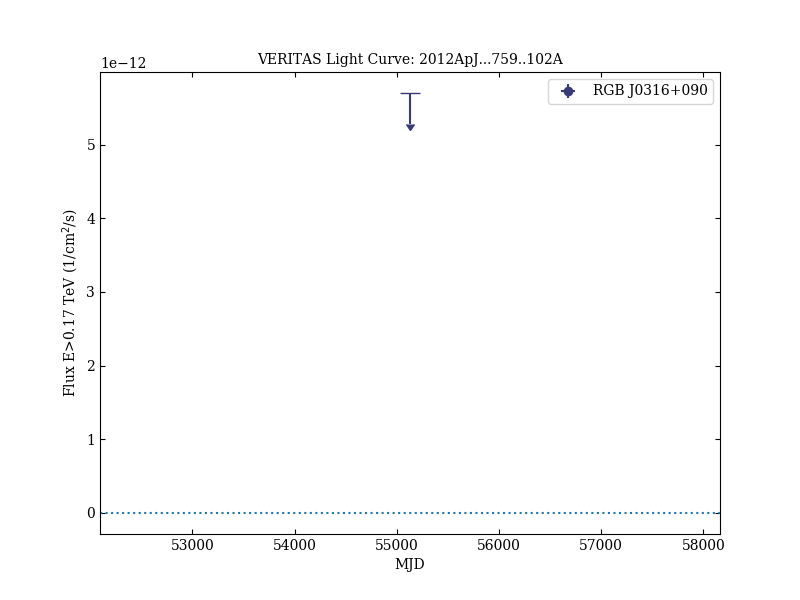 VERITAS Light Curve: 2012ApJ...759..102A
1e−12
RGB J0316+090
5
4
3
2
1
0
Flux E>0.17 TeV (1/cm²/s)
53000 54000 55000 56000 57000 58000
MJD